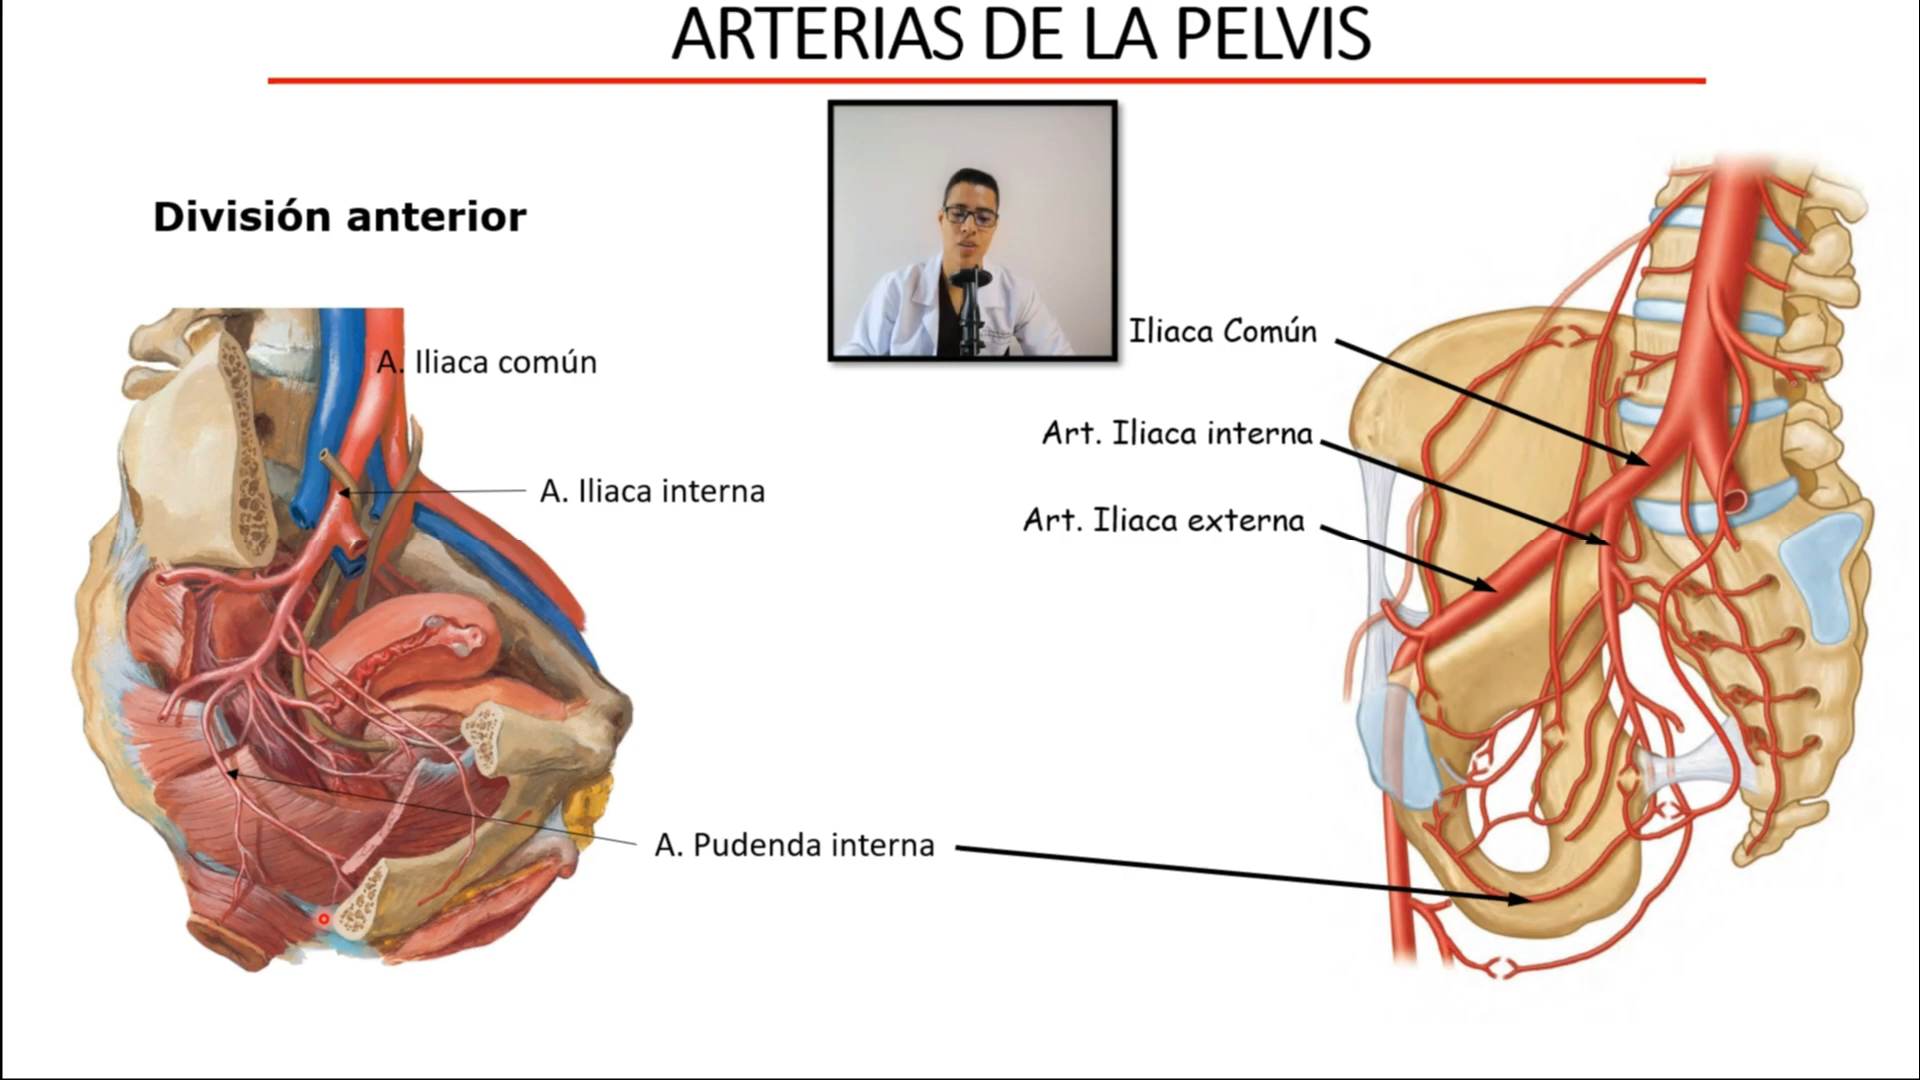 ARTERIAS DE LA PELVIS
División anterior
A. Iliaca común
A. Iliaca interna
Iliaca Común
Art. Iliaca interna
Art. Iliaca externa
A. Pudenda interna